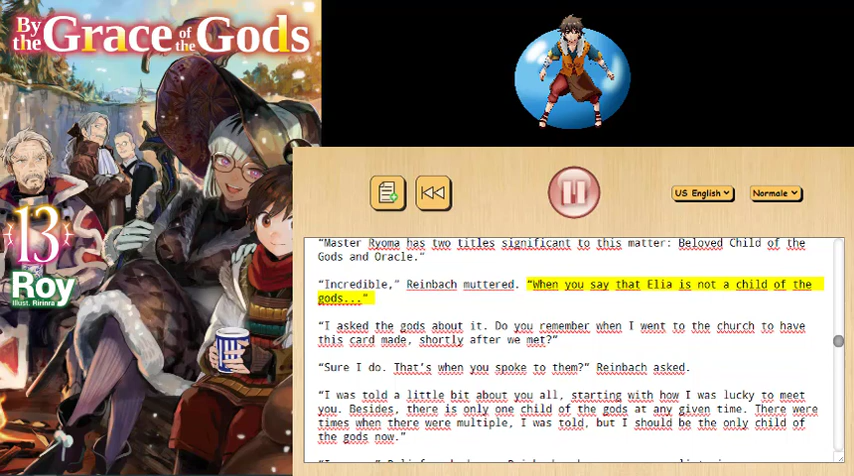 By the Grace of the Gods
13
Roy
Illust. Ririnra
US English
Normale
“Master Ryoma has two titles significant to this matter: Beloved Child of the
Gods and Oracle.”
“Incredible,” Reinbach muttered. “When you say that Elia is not a child of the
gods...”
“I asked the gods about it. Do you remember when I went to the church to have
this card made, shortly after we met?”
“Sure I do. That’s when you spoke to them?” Reinbach asked.
“I was told a little bit about you all, starting with how I was lucky to meet
you. Besides, there is only one child of the gods at any given time. There were
times when there were multiple, I was told, but I should be the only child of
the gods now.”